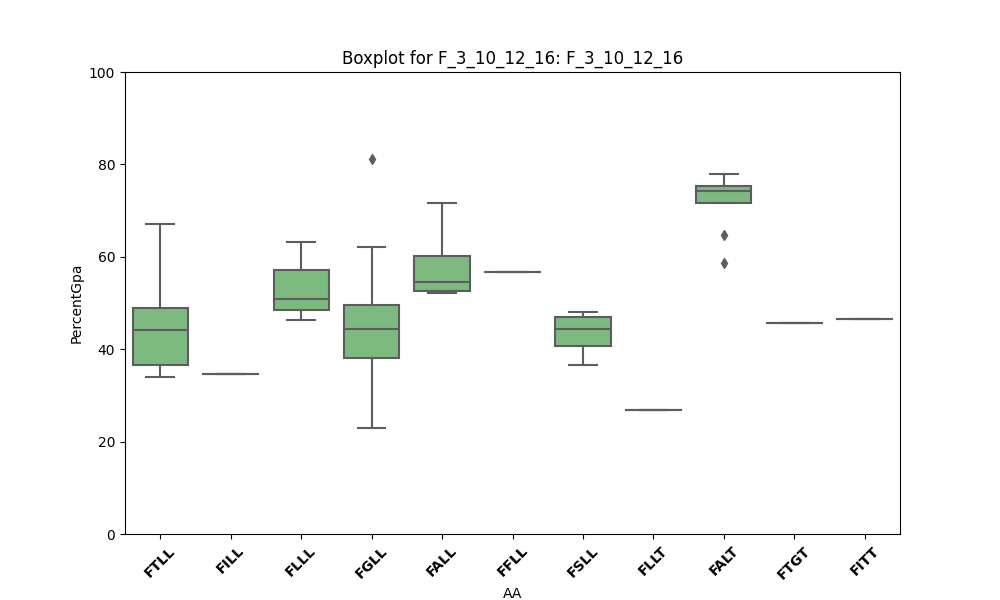 Boxplot for F_3_10_12_16: F_3_10_12_16
100
80
60
40
20
0
PercentGpa
FTLL
FILL
FLLL
FGLL
FALL
FFLL
FSLL
FLLT
FALT
FTGT
FITT
AA